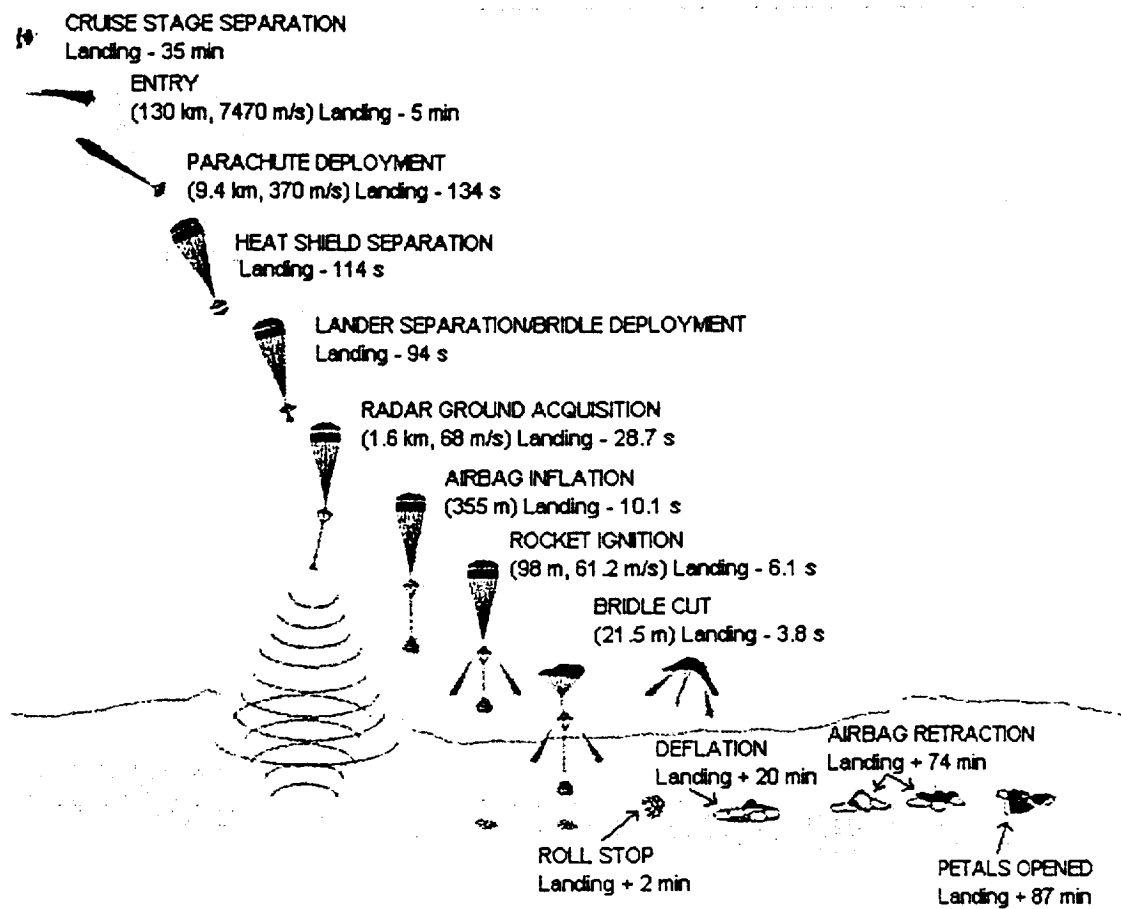 CRUISE STAGE SEPARATION
Landing - 35 min
ENTRY
(130 km, 7470 m/s) Landing - 5 min
PARACHUTE DEPLOYMENT
(9.4 km, 370 m/s) Landing - 134 s
HEAT SHIELD SEPARATION
Landing - 114 s
LANDER SEPARATION/BRIDLE DEPLOYMENT
Landing - 94 s
RADAR GROUND ACQUISITION
(1.6 km, 68 m/s) Landing - 28.7 s
AIRBAG INFLATION
(355 m) Landing - 10.1 s
ROCKET IGNITION
(98 m, 61.2 m/s) Landing - 6.1 s
BRIDLE CUT
(21.5 m) Landing - 3.8 s
DEFLATION
Landing + 20 min
AIRBAG RETRACTION
Landing + 74 min
ROLL STOP
Landing + 2 min
PETALS OPENED
Landing + 87 min